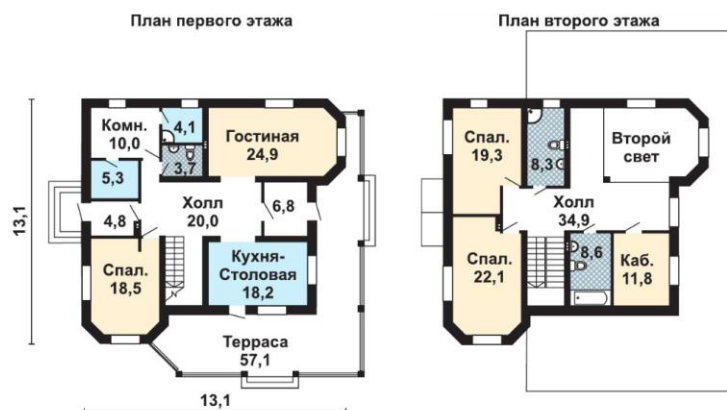 План первого этажа
Комн.
10,0
4,1
3,7
Гостиная
24,9
5,3
4,8
Холл
20,0
6,8
Спал.
18,5
Кухня-
Столовая
18,2
Терраса
57,1
13,1
13,1
План второго этажа
Спал.
19,3
8,3
Второй
свет
Холл
34,9
Спал.
22,1
8,6
Каб.
11,8